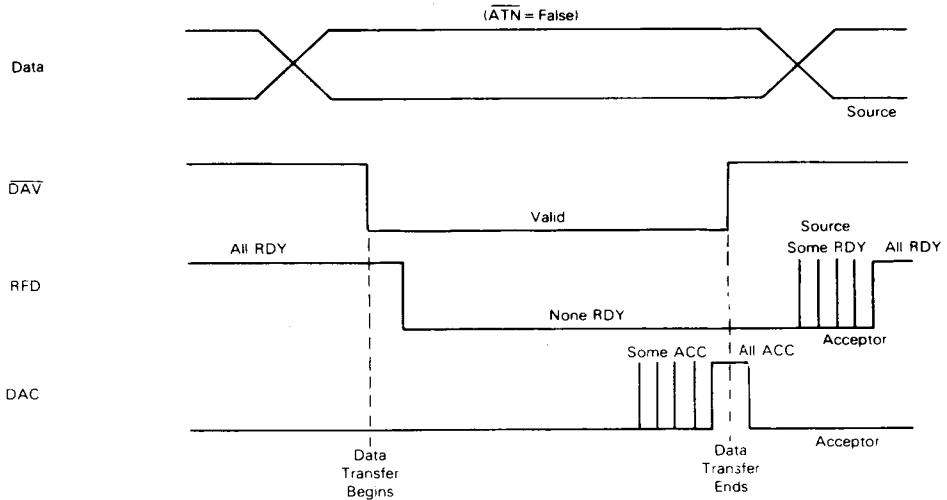 (ATN = False)
Data
Source
DAV
Valid
Source
All RDY
Some RDY
All RDY
RFD
None RDY
Acceptor
Some ACC
All ACC
DAC
Acceptor
Data
Transfer
Begins
Data
Transfer
Ends